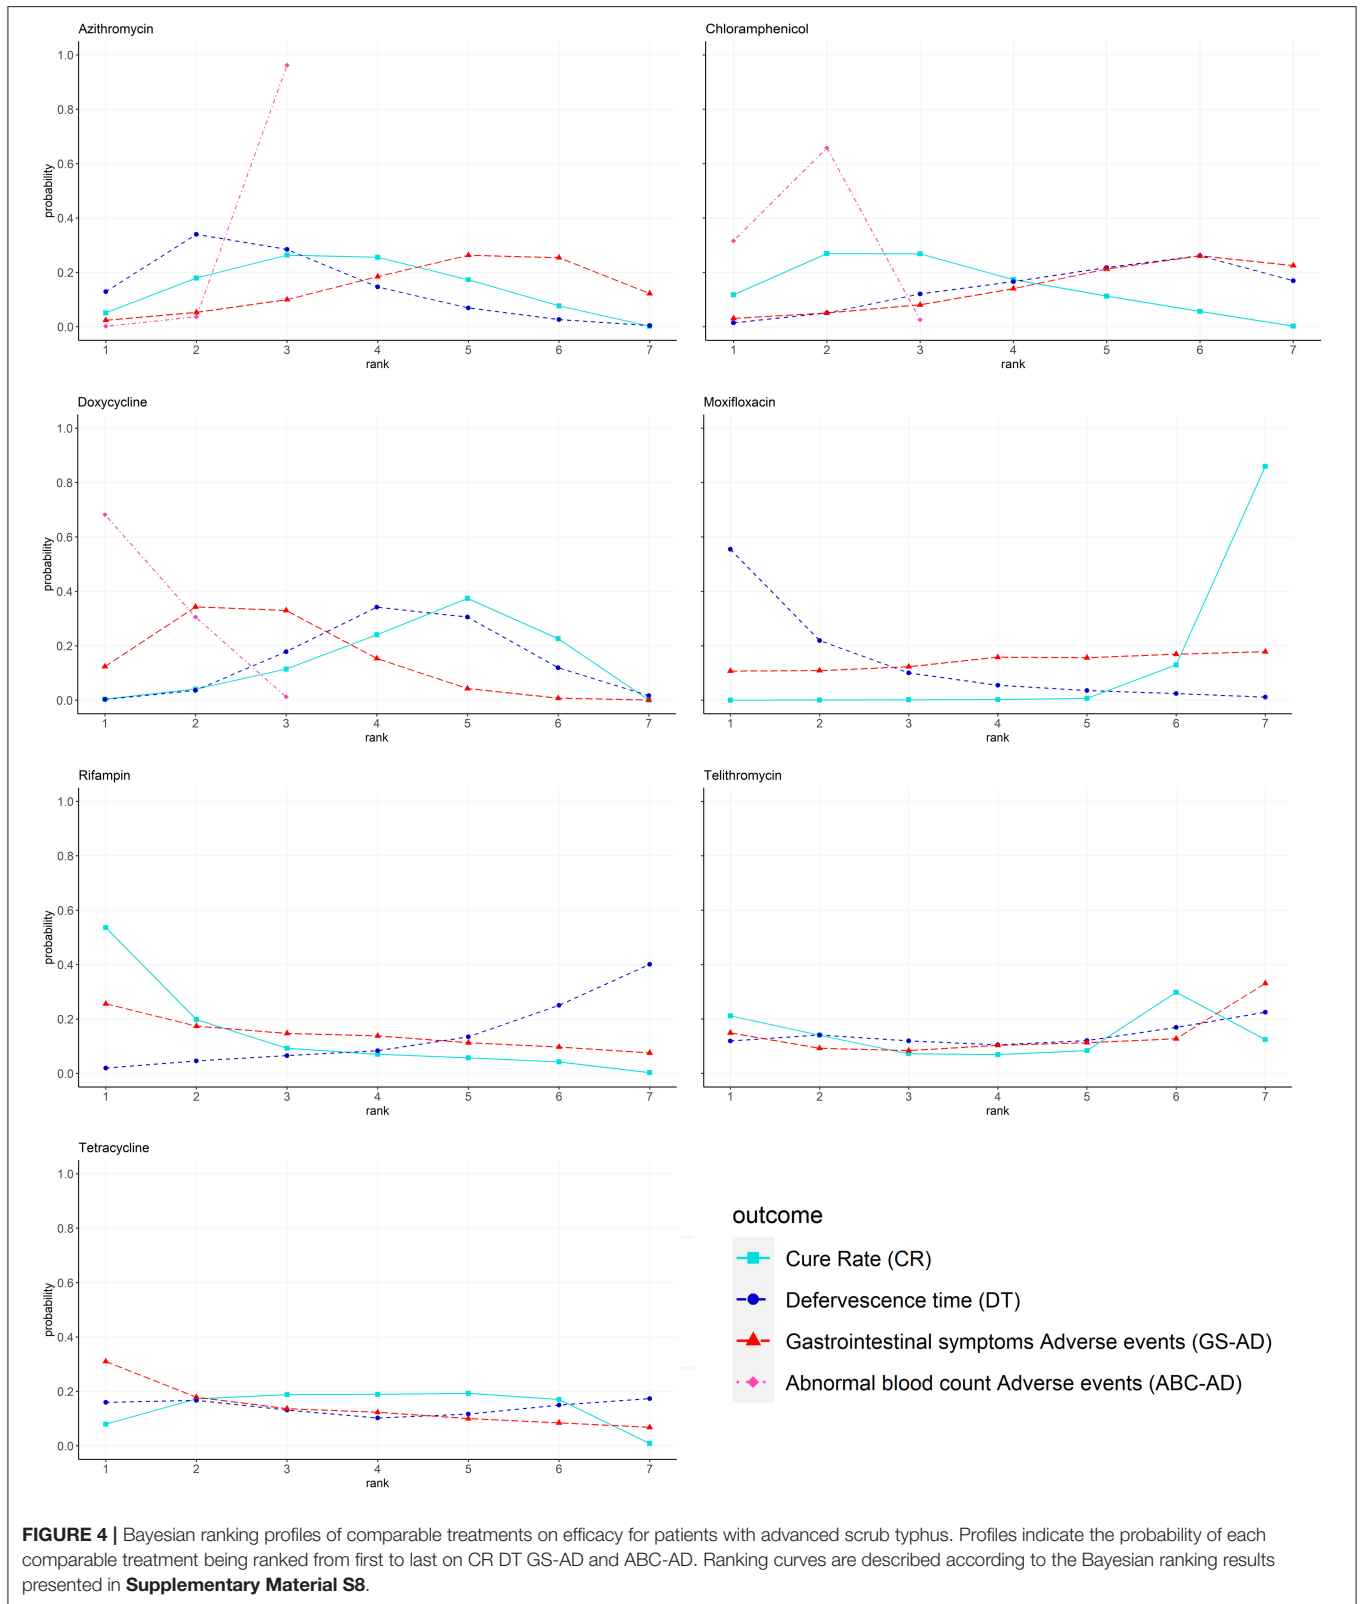 Azithromycin
1.0
0.8
0.6
0.4
0.2
0.0
probability
1 2 3 4 5 6 7
rank
Chloramphenicol
1 2 3 4 5 6 7
rank
Doxycycline
1.0
0.8
0.6
0.4
0.2
0.0
probability
1 2 3 4 5 6 7
rank
Moxifloxacin
1 2 3 4 5 6 7
rank
Rifampin
1.0
0.8
0.6
0.4
0.2
0.0
probability
1 2 3 4 5 6 7
rank
Telithromycin
1 2 3 4 5 6 7
rank
Tetracycline
1.0
0.8
0.6
0.4
0.2
0.0
probability
1 2 3 4 5 6 7
rank
outcome
Cure Rate (CR)
Defervescence time (DT)
Gastrointestinal symptoms Adverse events (GS-AD)
Abnormal blood count Adverse events (ABC-AD)
FIGURE 4 | Bayesian ranking profiles of comparable treatments on efficacy for patients with advanced scrub typhus. Profiles indicate the probability of each
comparable treatment being ranked from first to last on CR DT GS-AD and ABC-AD. Ranking curves are described according to the Bayesian ranking results
presented in Supplementary Material S8.